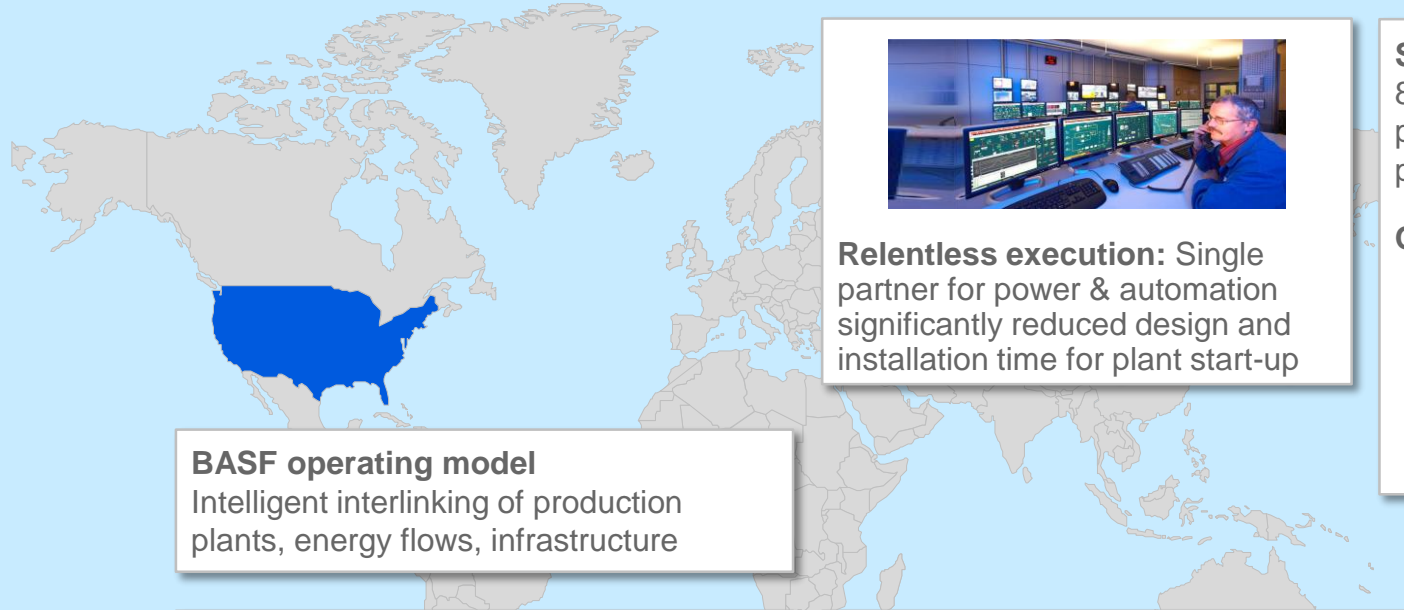 Relentless execution: Single
partner for power & automation
significantly reduced design and
installation time for plant start-up
BASF operating model
Intelligent interlinking of production
plants, energy flows, infrastructure